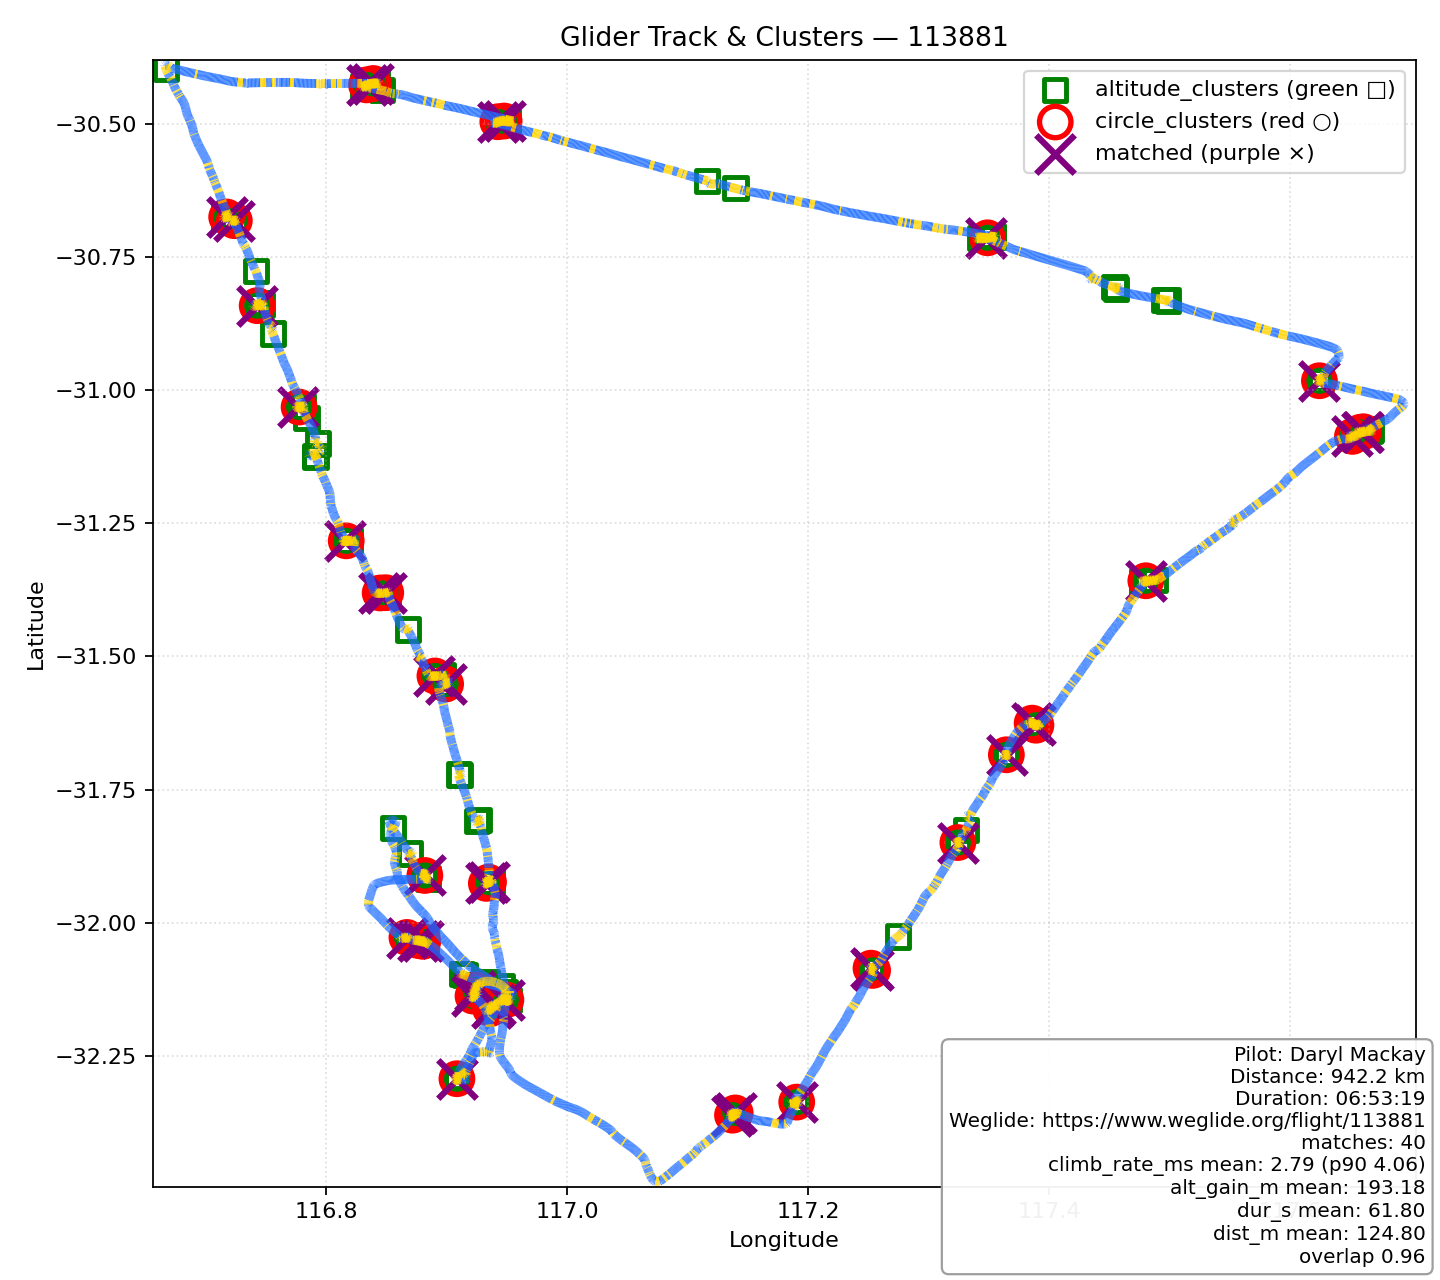 Glider Track & Clusters — 113881
altitude_clusters (green □)
circle_clusters (red ○)
matched (purple ×)
−30.50
−30.75
−31.00
−31.25
−31.50
−31.75
−32.00
−32.25
Latitude
116.8
117.0
117.2
117.4
Longitude
Pilot: Daryl Mackay
Distance: 942.2 km
Duration: 06:53:19
Weglide: https://www.weglide.org/flight/113881
matches: 40
climb_rate_ms mean: 2.79 (p90 4.06)
alt_gain_m mean: 193.18
dur_s mean: 61.80
dist_m mean: 124.80
overlap 0.96